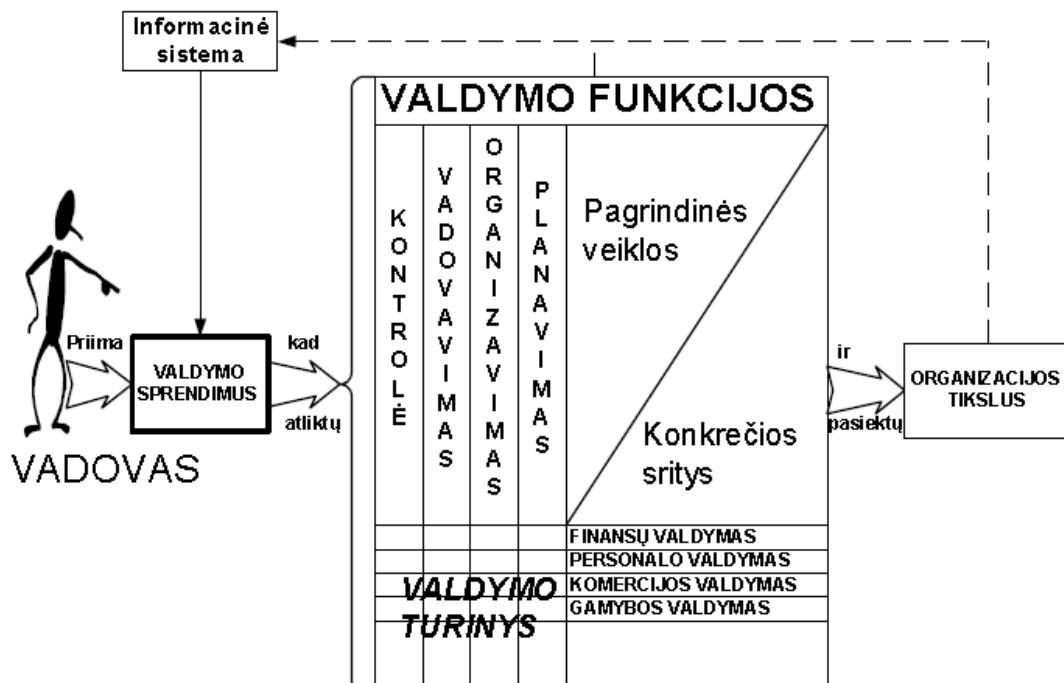 Informacinė
sistema
VALDYMO FUNKCIJOS
KONTROLĖ
VADOVAVIMAS
ORGANIZAVIMAS
PLANAVIMAS
Pagrindinės
veiklos
Konkrečios
sritys
Priima
VALDYMO
SPRENDIMUS
kad
atliktų
ir
pasiektų
ORGANIZACIJOS
TIKSLUS
VADOVAS
FINANSŲ VALDYMAS
PERSONALO VALDYMAS
KOMERCIJOS VALDYMAS
GAMYBOS VALDYMAS
VALDYMO
TURINYS